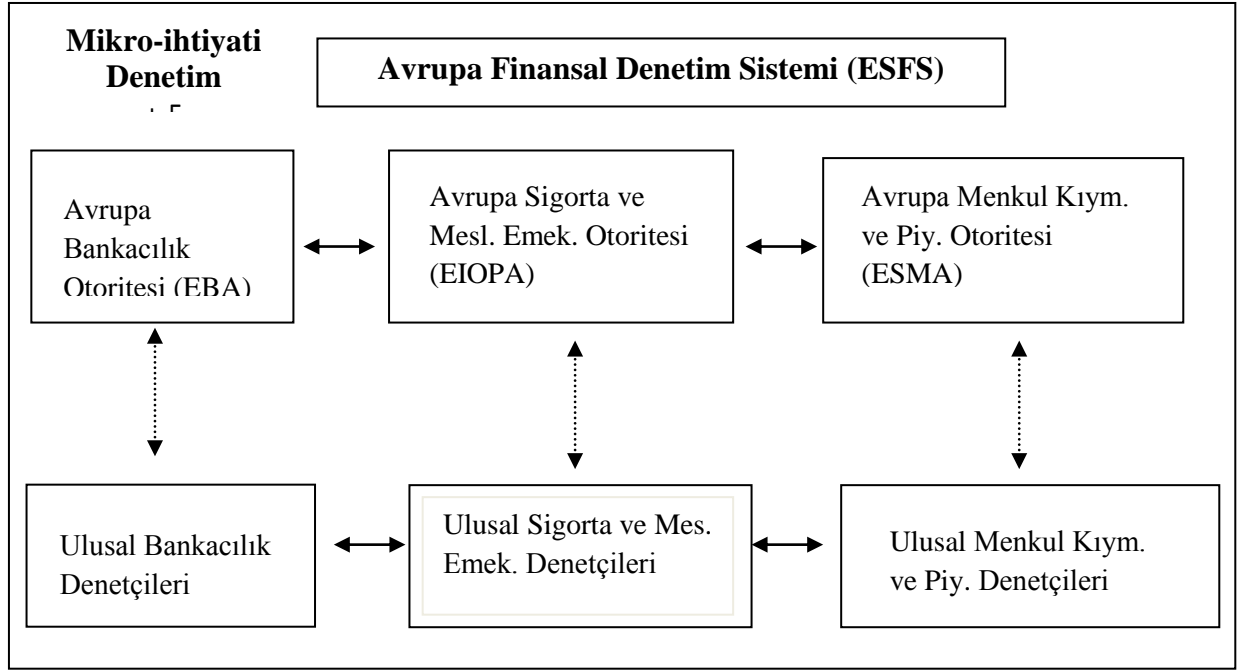 Mikro-ihtiyati
Denetim
Avrupa Finansal Denetim Sistemi (ESFS)
Avrupa
Bankacılık
Otoritesi (EBA)
Avrupa Sigorta ve
Mesl. Emek. Otoritesi
(EIOPA)
Avrupa Menkul Kıym.
ve Piy. Otoritesi
(ESMA)
Ulusal Bankacılık
Denetçileri
Ulusal Sigorta ve Mes.
Emek. Denetçileri
Ulusal Menkul Kıym.
ve Piy. Denetçileri